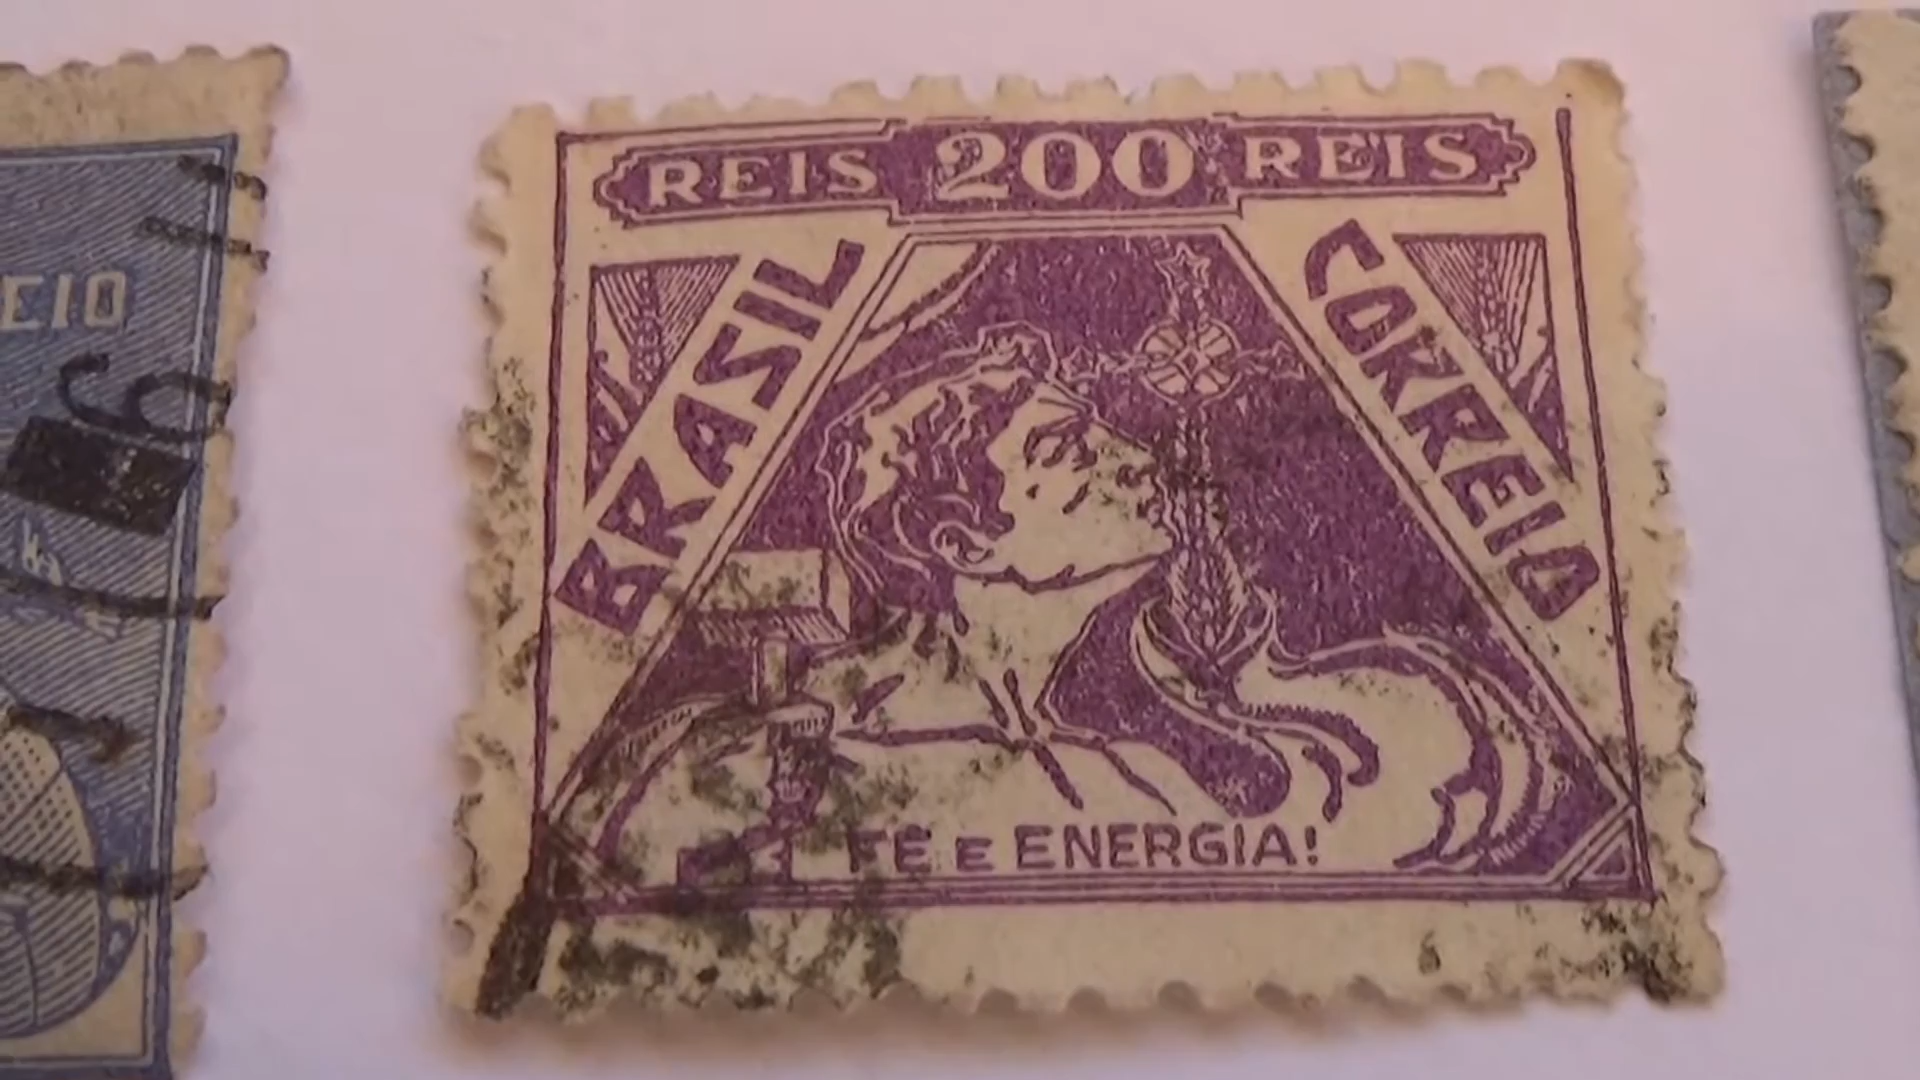 REIS 200 REIS
BRASIL
CORREIO
FÉ E ENERGIA!
EIO